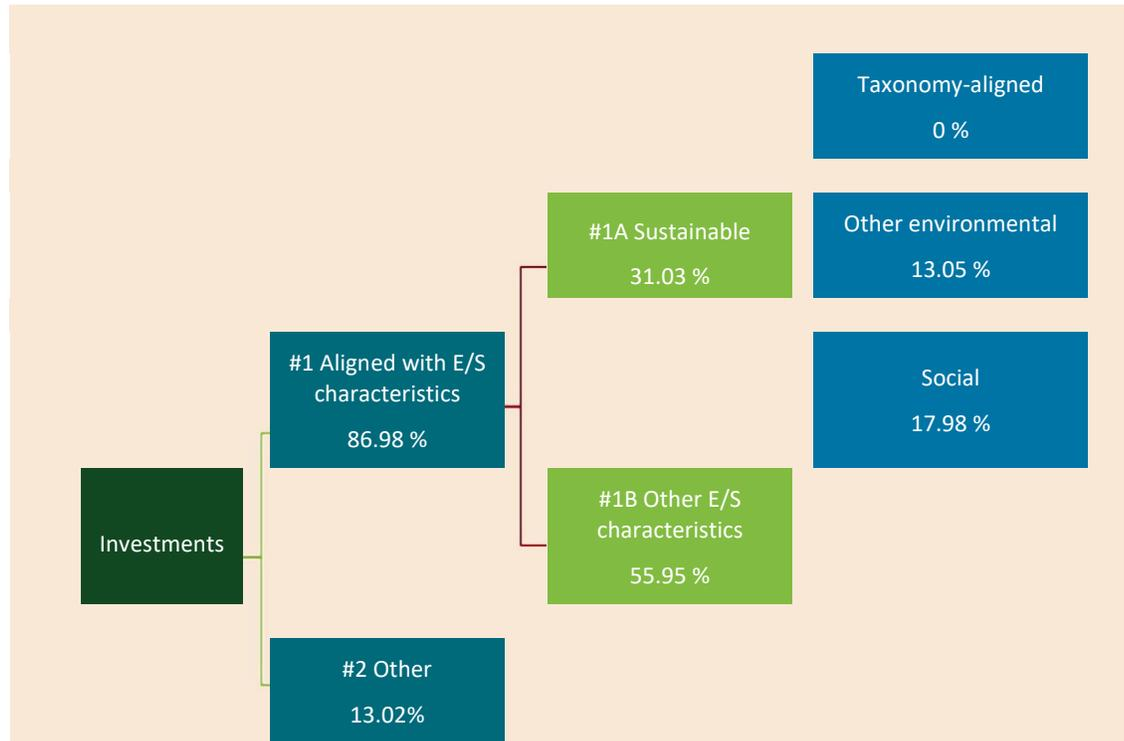 Taxonomy-aligned
0 %
#1A Sustainable
31.03 %
Other environmental
13.05 %
#1 Aligned with E/S
characteristics
86.98 %
Social
17.98 %
Investments
#1B Other E/S
characteristics
55.95 %
#2 Other
13.02%